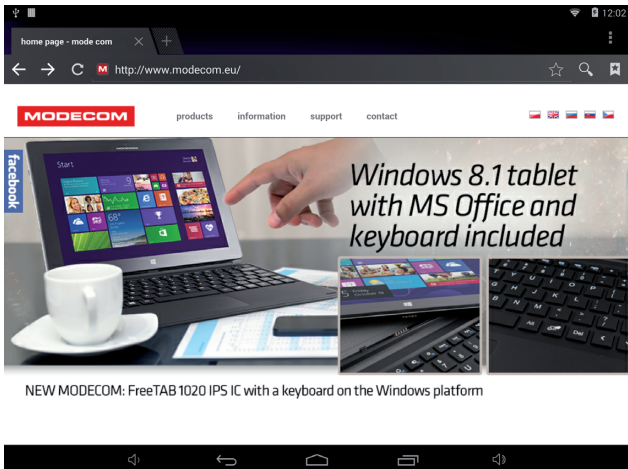 12:02
home page - mode com
http://www.modecom.eu/
MODECOM
products information support contact
facebook
Start
68°
Windows 8.1 tablet
with MS Office and
keyboard included
NEW MODECOM: FreeTAB 1020 IPS IC with a keyboard on the Windows platform